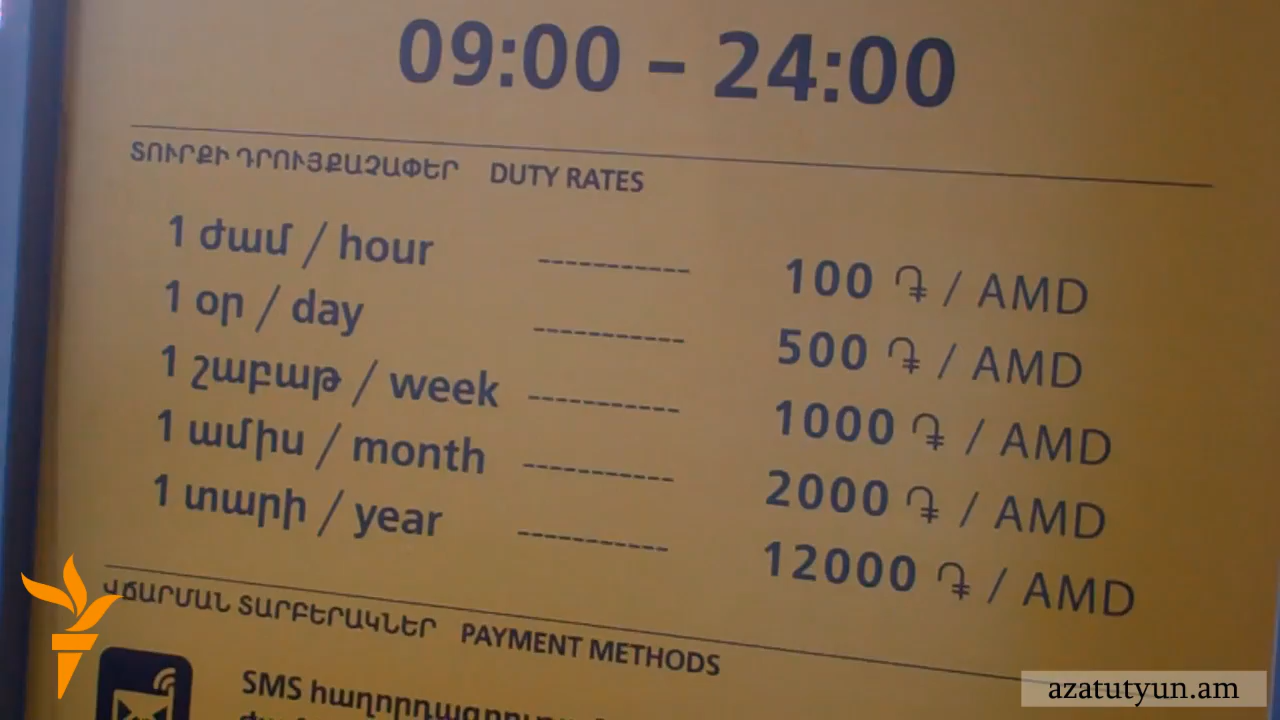 09:00 – 24:00
ՏՈՒՐՔԻ ԴՐՈՒՅՔԱՉԱՓԵՐ DUTY RATES
1 ժամ / hour ----------- 100 ֏ / AMD
1 օր / day ----------- 500 ֏ / AMD
1 շաբաթ / week ----------- 1000 ֏ / AMD
1 ամիս / month ----------- 2000 ֏ / AMD
1 տարի / year ----------- 12000 ֏ / AMD
ՎՃԱՐՄԱՆ ՏԱՐԲԵՐԱԿՆԵՐ PAYMENT METHODS
SMS
azatutyun.am